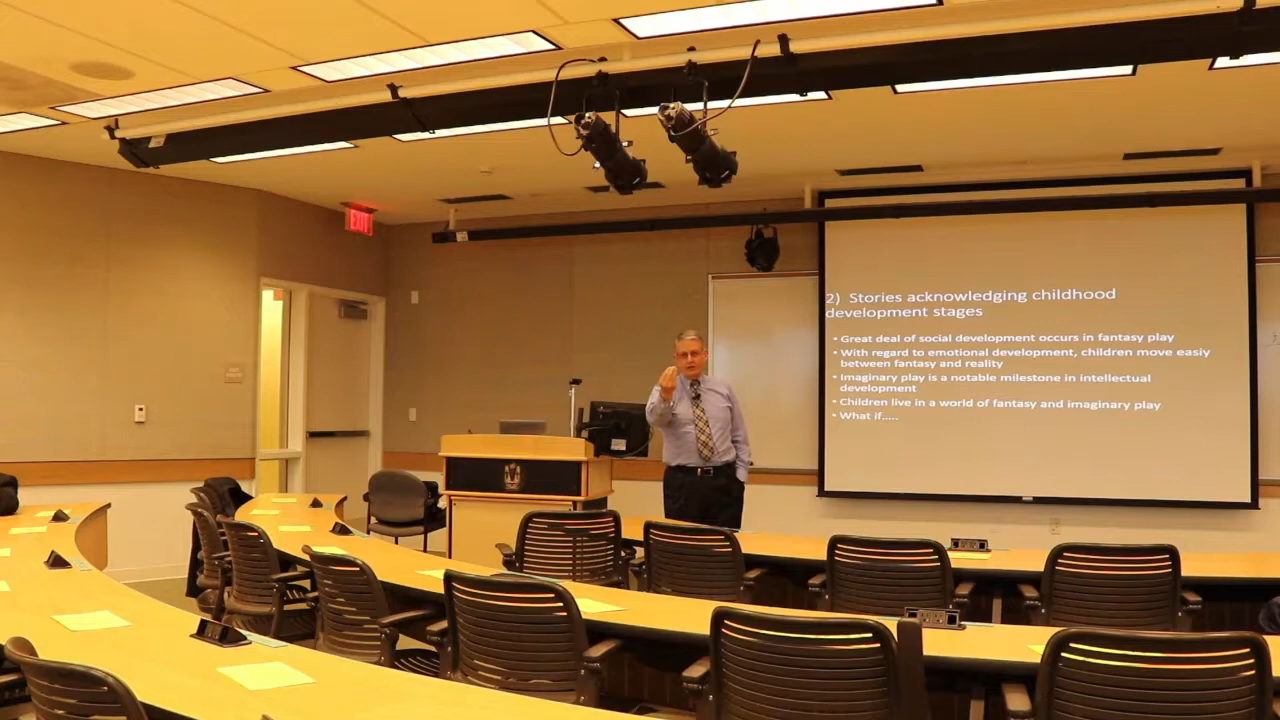 EXIT
2) Stories acknowledging childhood
development stages
• Great deal of social development occurs in fantasy play
• With regard to emotional development, children move easiy
between fantasy and reality
• Imaginary play is a notable milestone in intellectual
development
• Children live in a world of fantasy and imaginary play
• What if.....